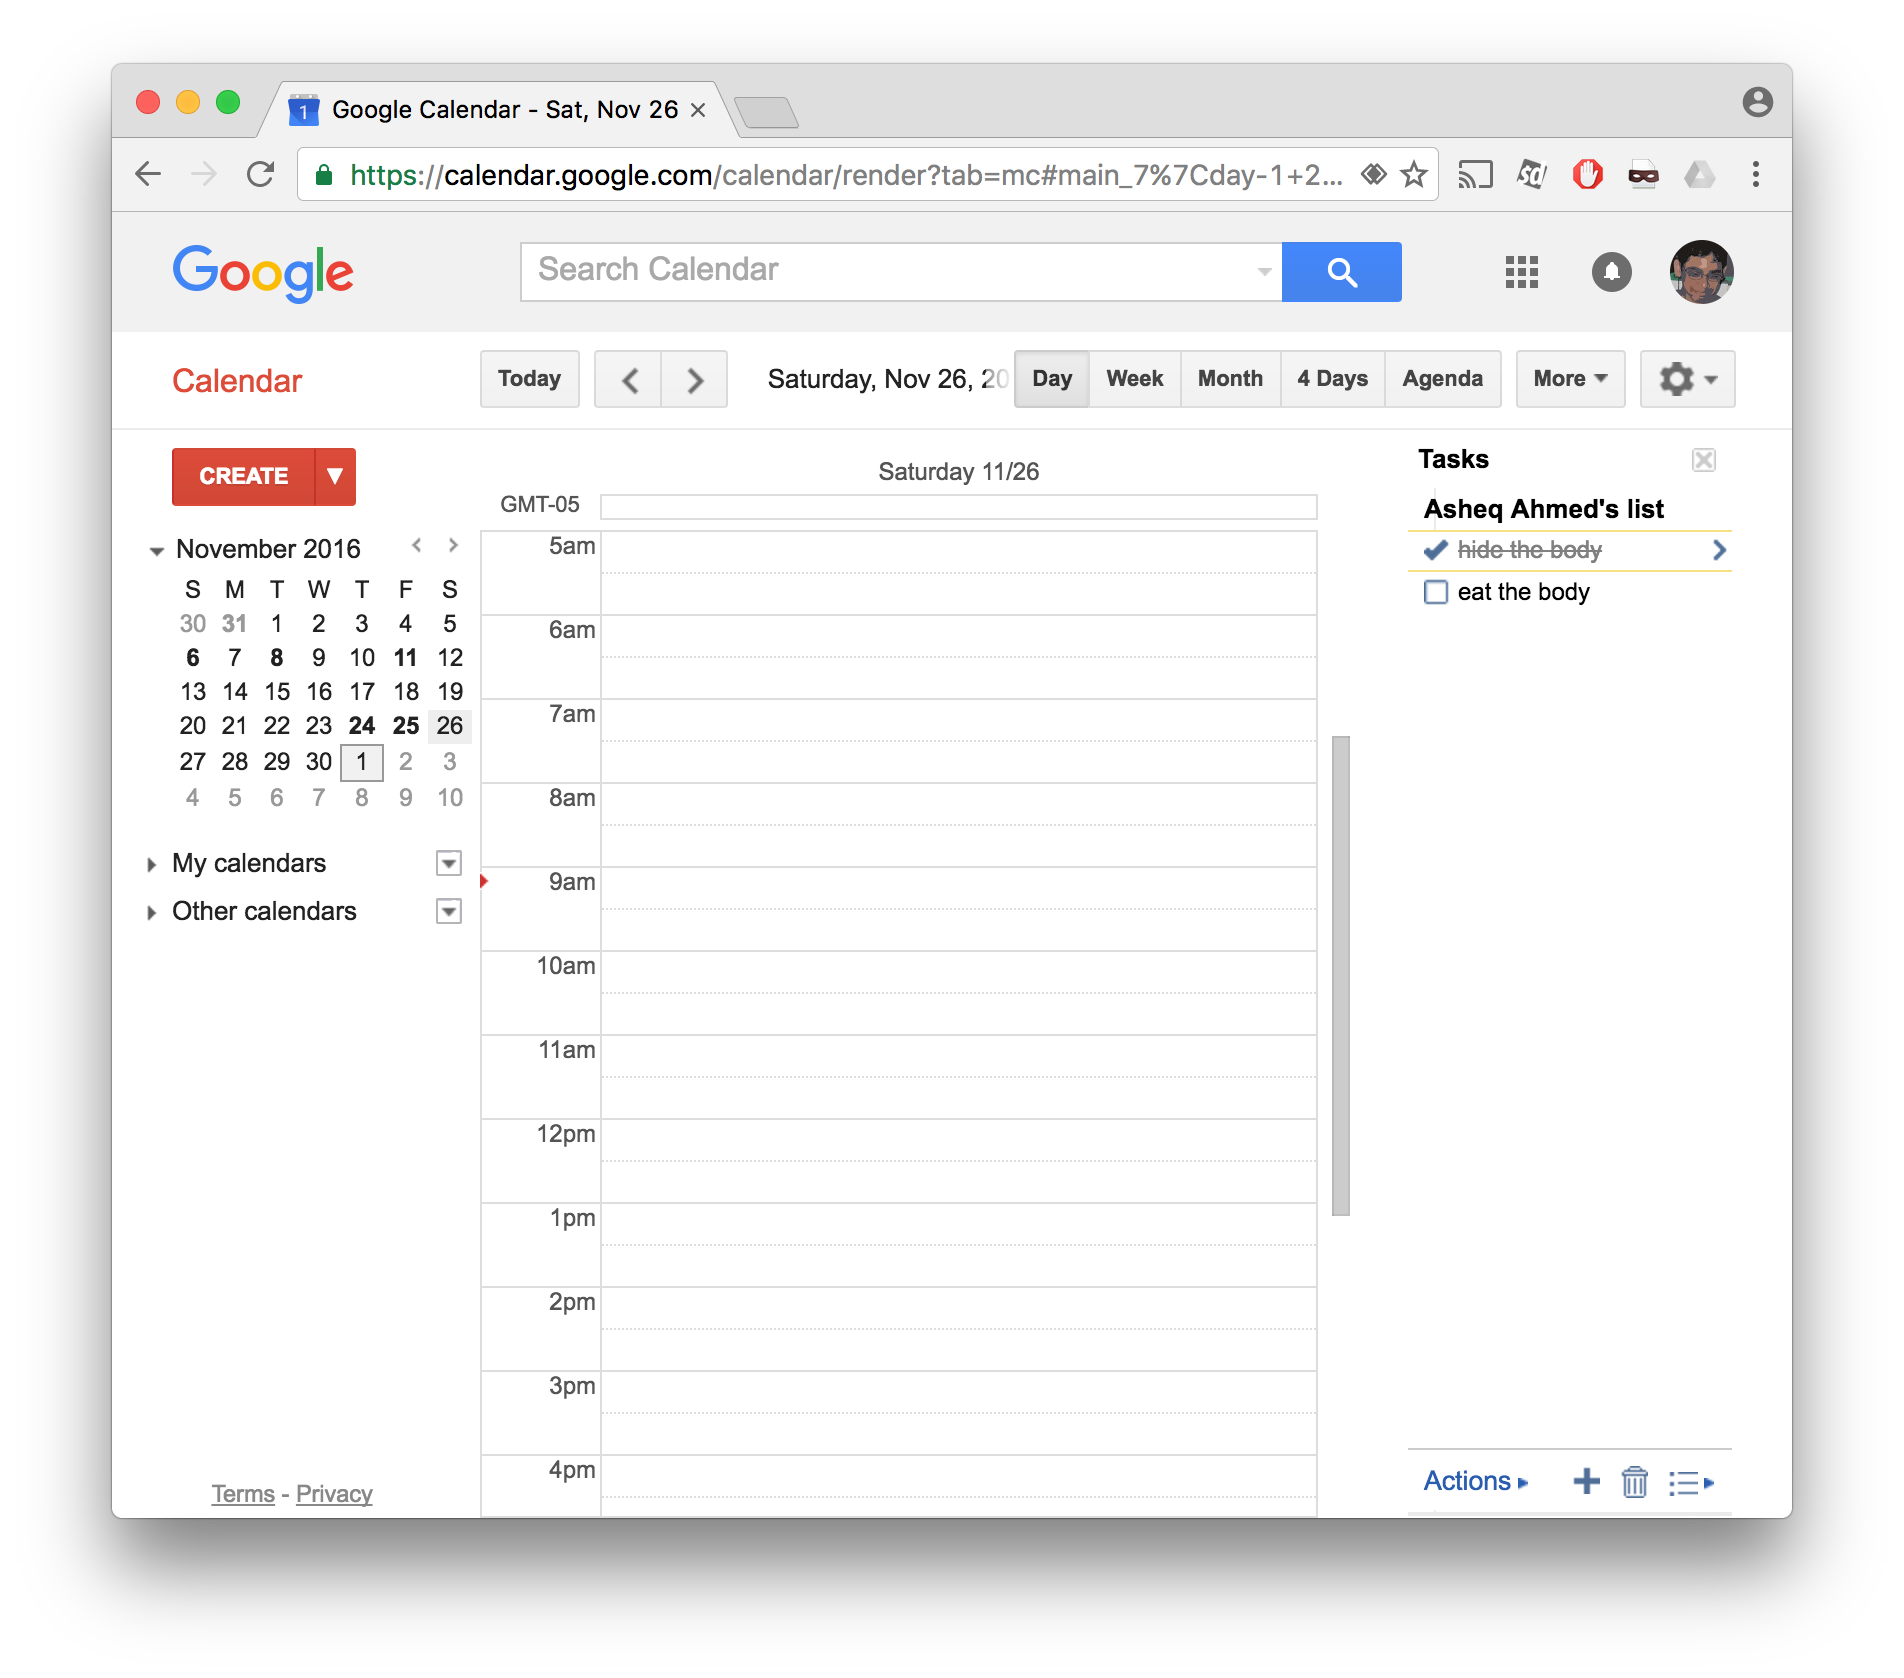 Google Calendar - Sat, Nov 26
https://calendar.google.com/calendar/render?tab=mc#main_7%7Cday-1+2...
sd
Google
Search Calendar
Calendar
Today
Saturday, Nov 26, 20
Day Week Month 4 Days Agenda
More
CREATE
November 2016
S M T W T F S
30 31 1 2 3 4 5
6 7 8 9 10 11 12
13 14 15 16 17 18 19
20 21 22 23 24 25 26
27 28 29 30 1 2 3
4 5 6 7 8 9 10
My calendars
Other calendars
Terms - Privacy
Saturday 11/26
GMT-05
5am
6am
7am
8am
9am
10am
11am
12pm
1pm
2pm
3pm
4pm
Tasks
Asheq Ahmed's list
hide the body
eat the body
Actions